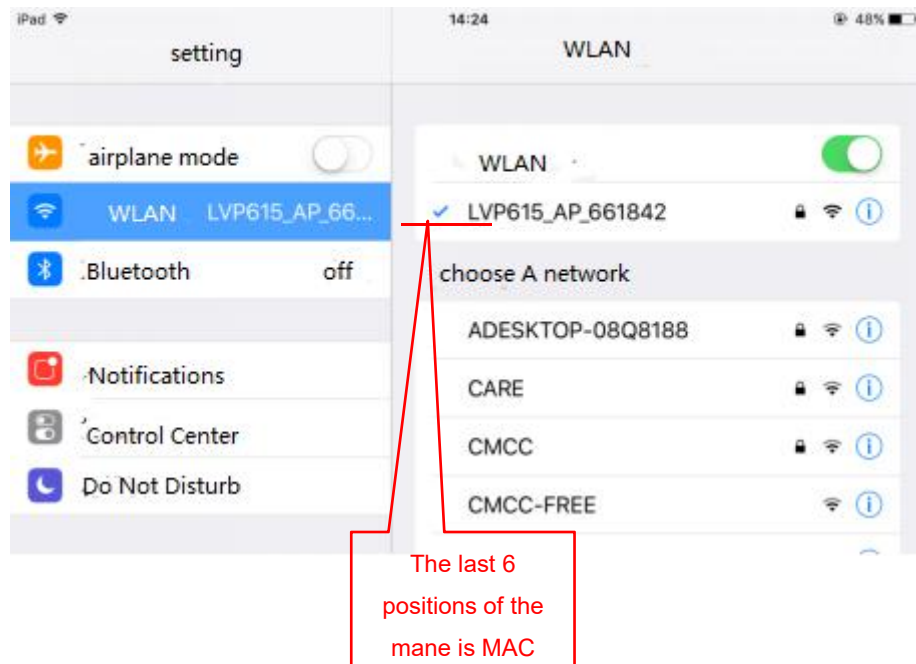 iPad 14:24 48%
setting
WLAN
airplane mode
WLAN LVP615_AP_66...
Bluetooth off
Notifications
Control Center
Do Not Disturb
WLAN
LVP615_AP_661842
choose A network
ADESKTOP-08Q8188
CARE
CMCC
CMCC-FREE
The last 6
positions of the
mane is MAC